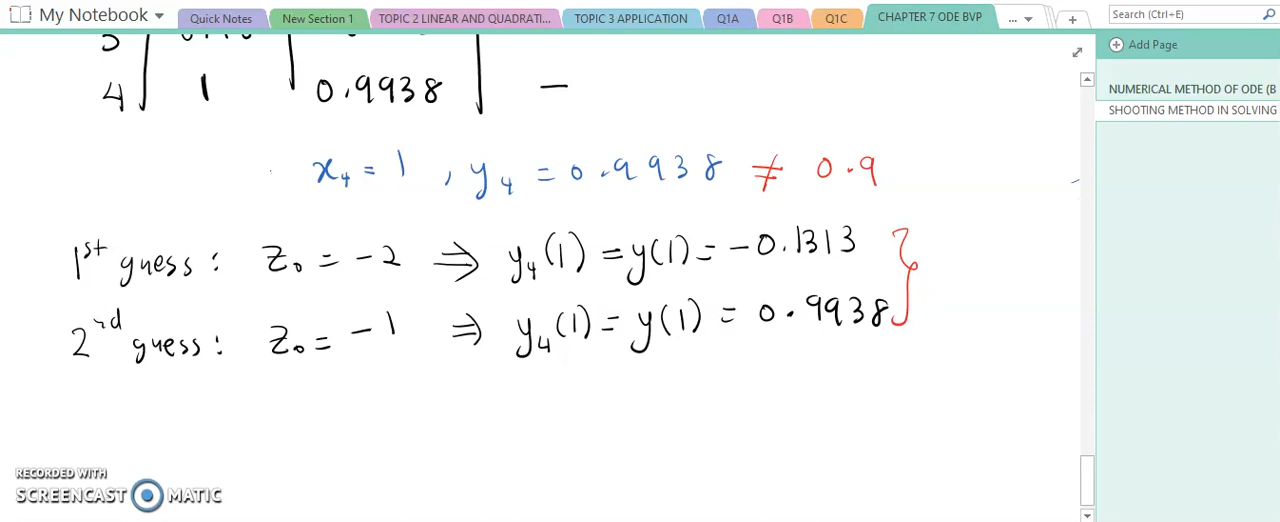 My Notebook
Quick Notes
New Section 1
TOPIC 2 LINEAR AND QUADRATI...
TOPIC 3 APPLICATION
Q1A
Q1B
Q1C
CHAPTER 7 ODE BVP
...
+
Search (Ctrl+E)
Add Page
NUMERICAL METHOD OF ODE (B
SHOOTING METHOD IN SOLVING
4 1 0.9938 —
x₄ = 1 , y₄ = 0.9938 ≠ 0.9
1st guess : z₀ = -2 ⇒ y₄(1) = y(1) = -0.1313
2nd guess : z₀ = -1 ⇒ y₄(1) = y(1) = 0.9938
RECORDED WITH
SCREENCAST MATIC